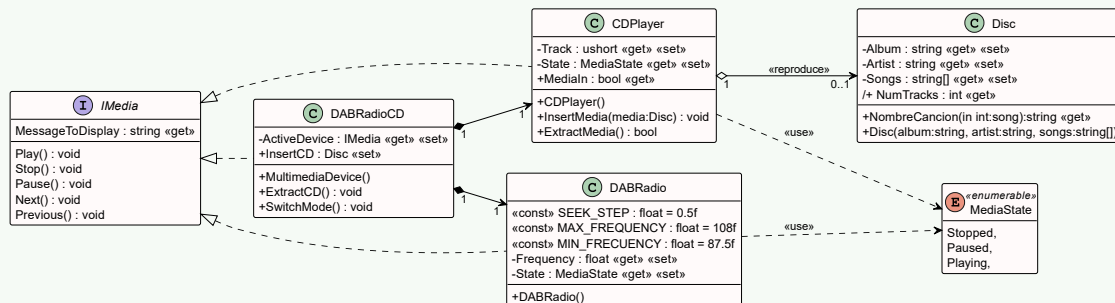 I IMedia
MessageToDisplay : string «get»
Play() : void
Stop() : void
Pause() : void
Next() : void
Previous() : void
C DABRadioCD
-ActiveDevice : IMedia «get» «set»
+InsertCD : Disc «set»
+MultimediaDevice()
+ExtractCD() : void
+SwitchMode() : void
1
1
1
1
C CDPlayer
-Track : ushort «get» «set»
-State : MediaState «get» «set»
+MediaIn : bool «get»
+CDPlayer()
+InsertMedia(media:Disc) : void
+ExtractMedia() : bool
C DABRadio
«const» SEEK_STEP : float = 0.5f
«const» MAX_FREQUENCY : float = 108f
«const» MIN_FRECUENCY : float = 87.5f
-Frequency : float «get» «set»
-State : MediaState «get» «set»
+DABRadio()
1
«reproduce»
0..1
«use»
«use»
C Disc
-Album : string «get» «set»
-Artist : string «get» «set»
-Songs : string[] «get» «set»
/+ NumTracks : int «get»
+NombreCancion(in int:song):string «get»
+Disc(album:string, artist:string, songs:string[])
E «enumerable»
MediaState
Stopped,
Paused,
Playing,